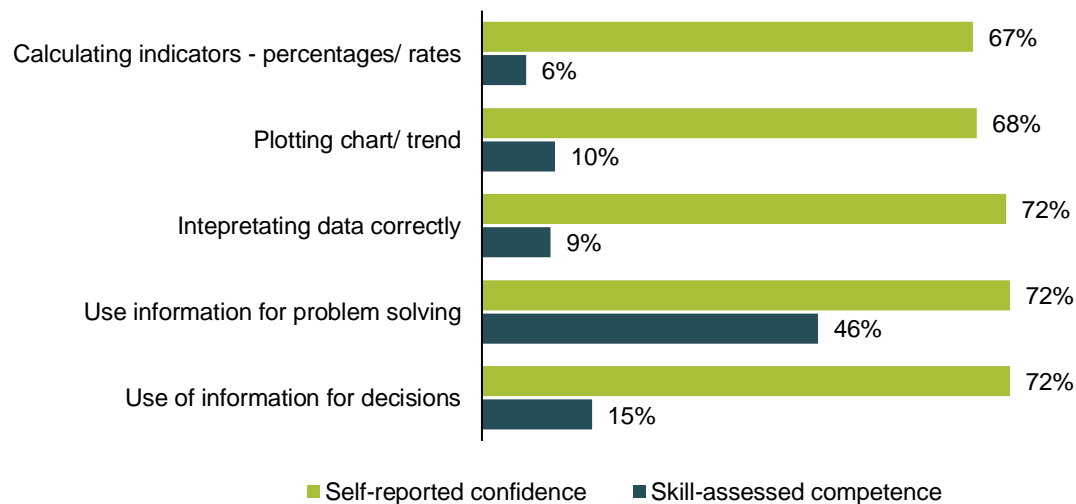 Calculating indicators - percentages/ rates
67%
6%
Plotting chart/ trend
68%
10%
Intepretating data correctly
72%
9%
Use information for problem solving
72%
46%
Use of information for decisions
72%
15%
Self-reported confidence
Skill-assessed competence